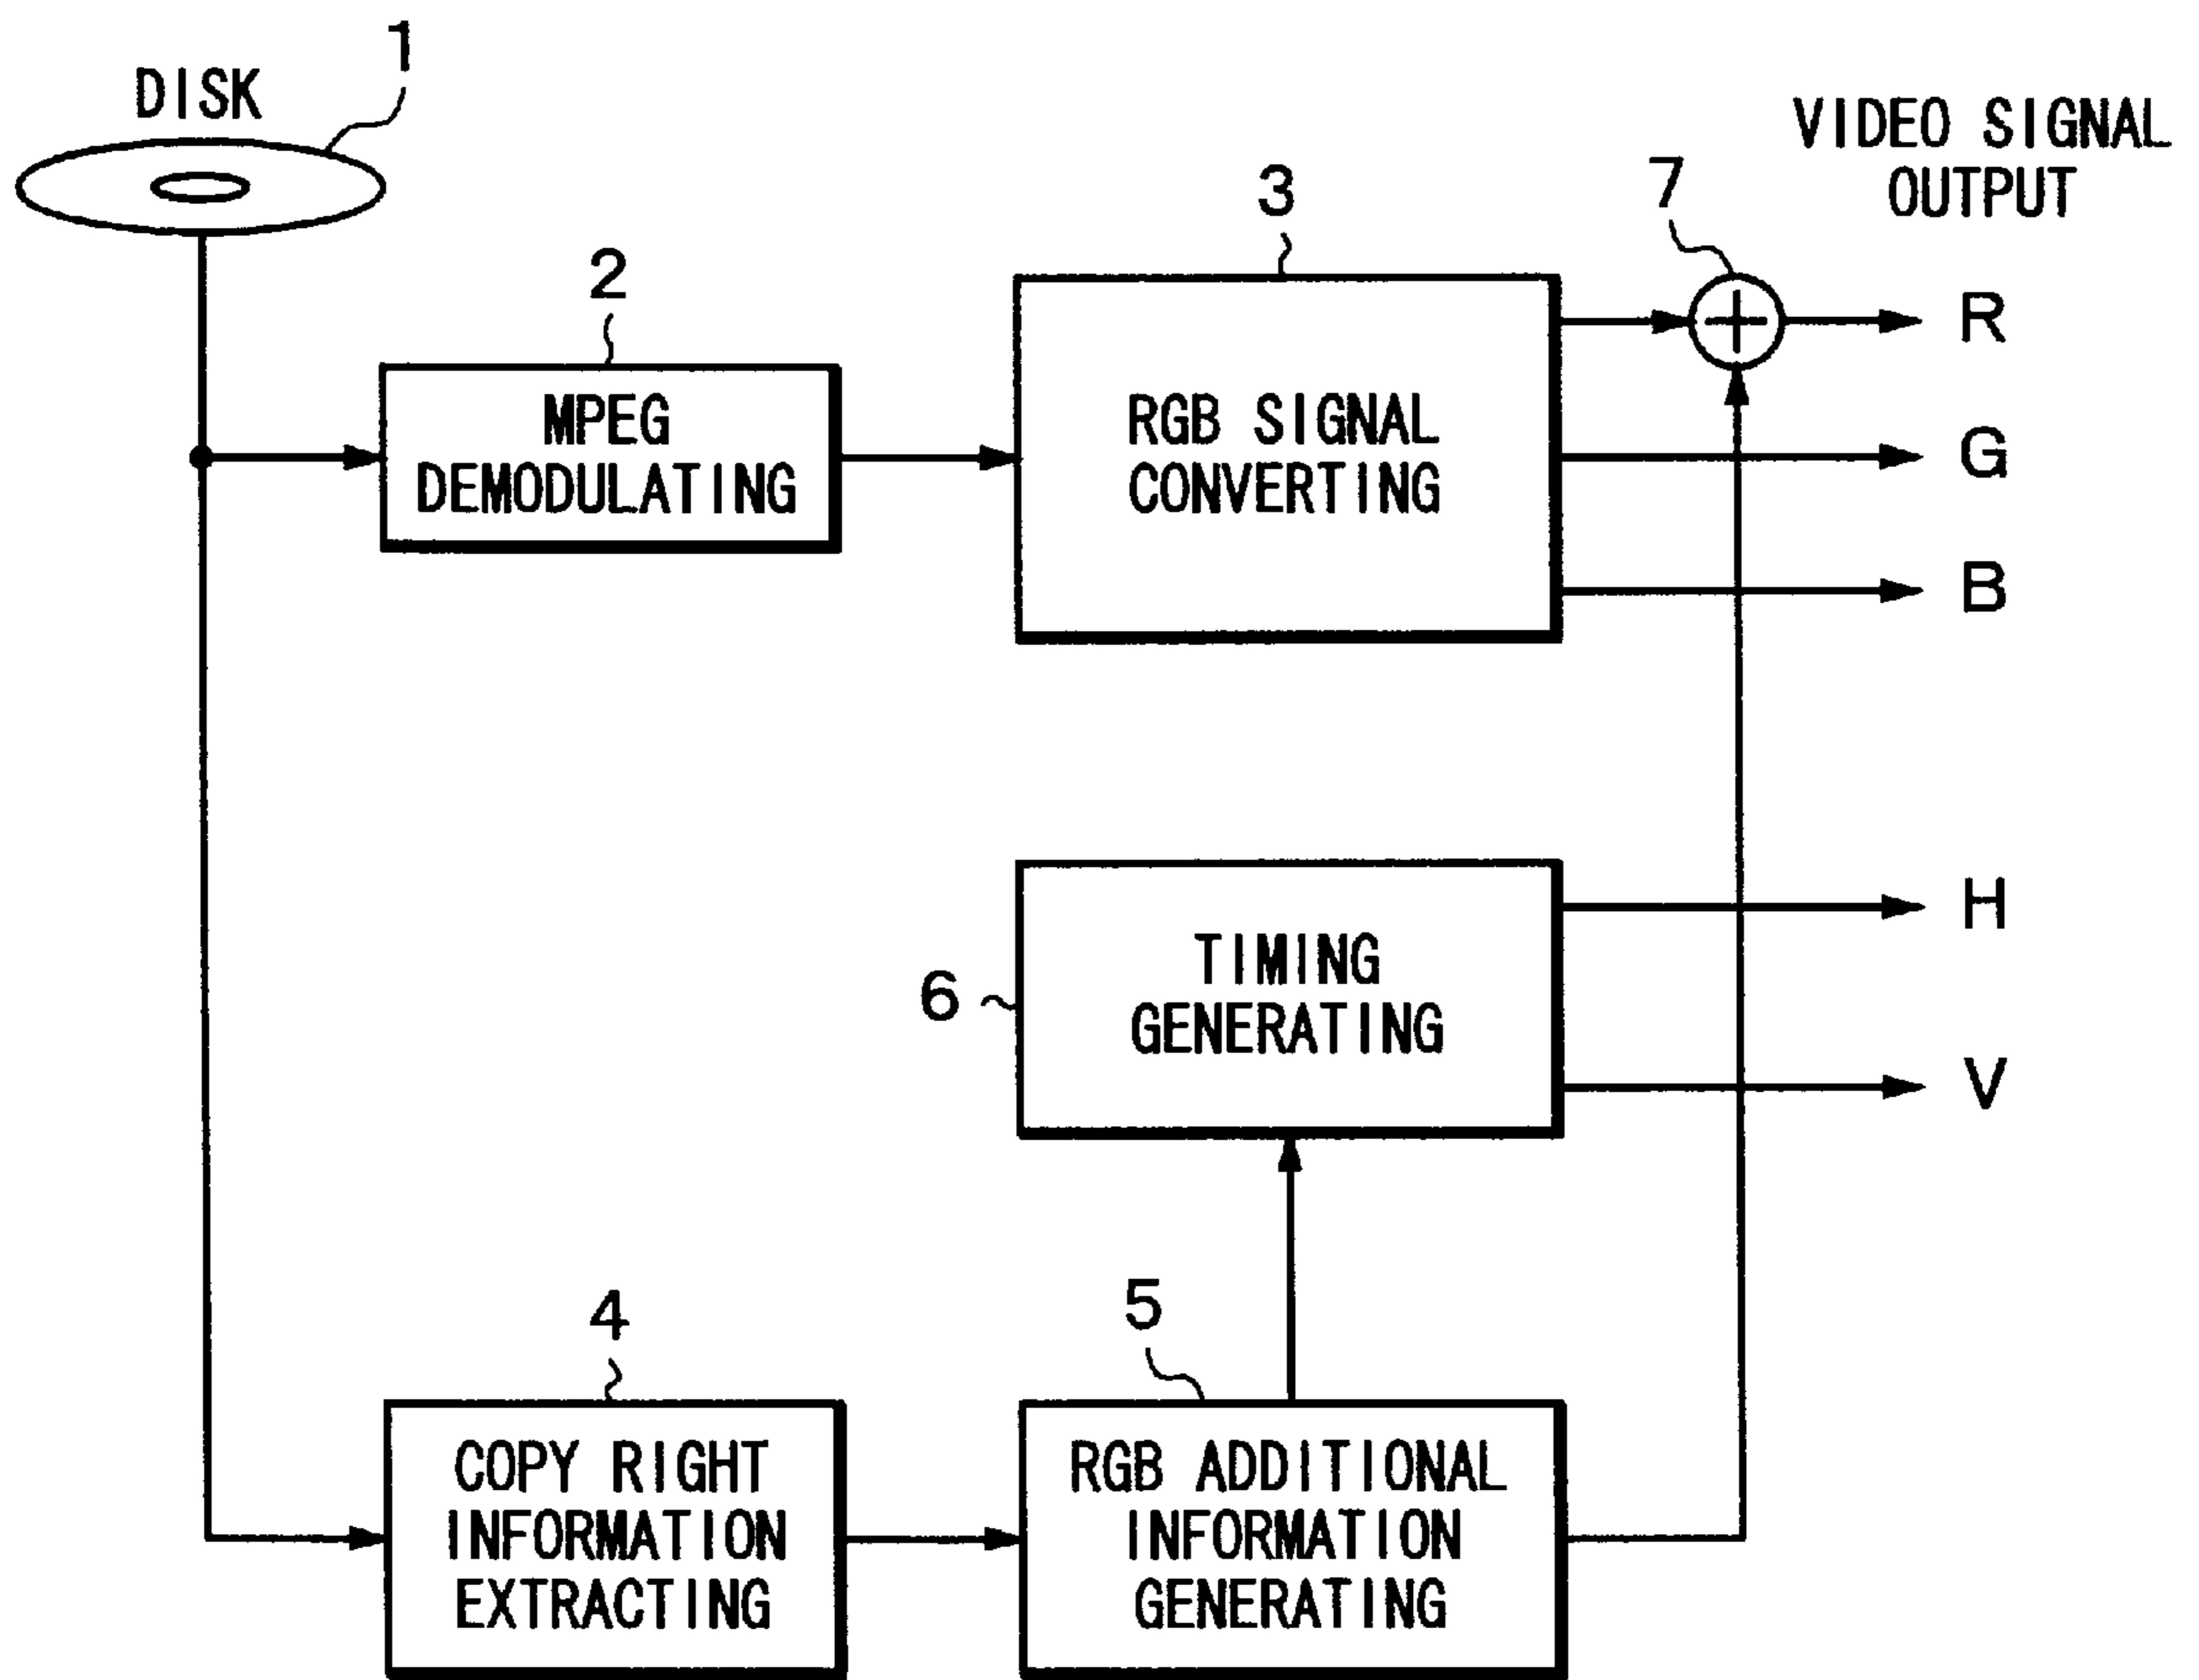 1
DISK
VIDEO SIGNAL
OUTPUT
7
3
2
R
MPEG
DEMODULATING
RGB SIGNAL
CONVERTING
G
B
H
TIMING
GENERATING
6
V
4
5
COPY RIGHT
INFORMATION
EXTRACTING
RGB ADDITIONAL
INFORMATION
GENERATING